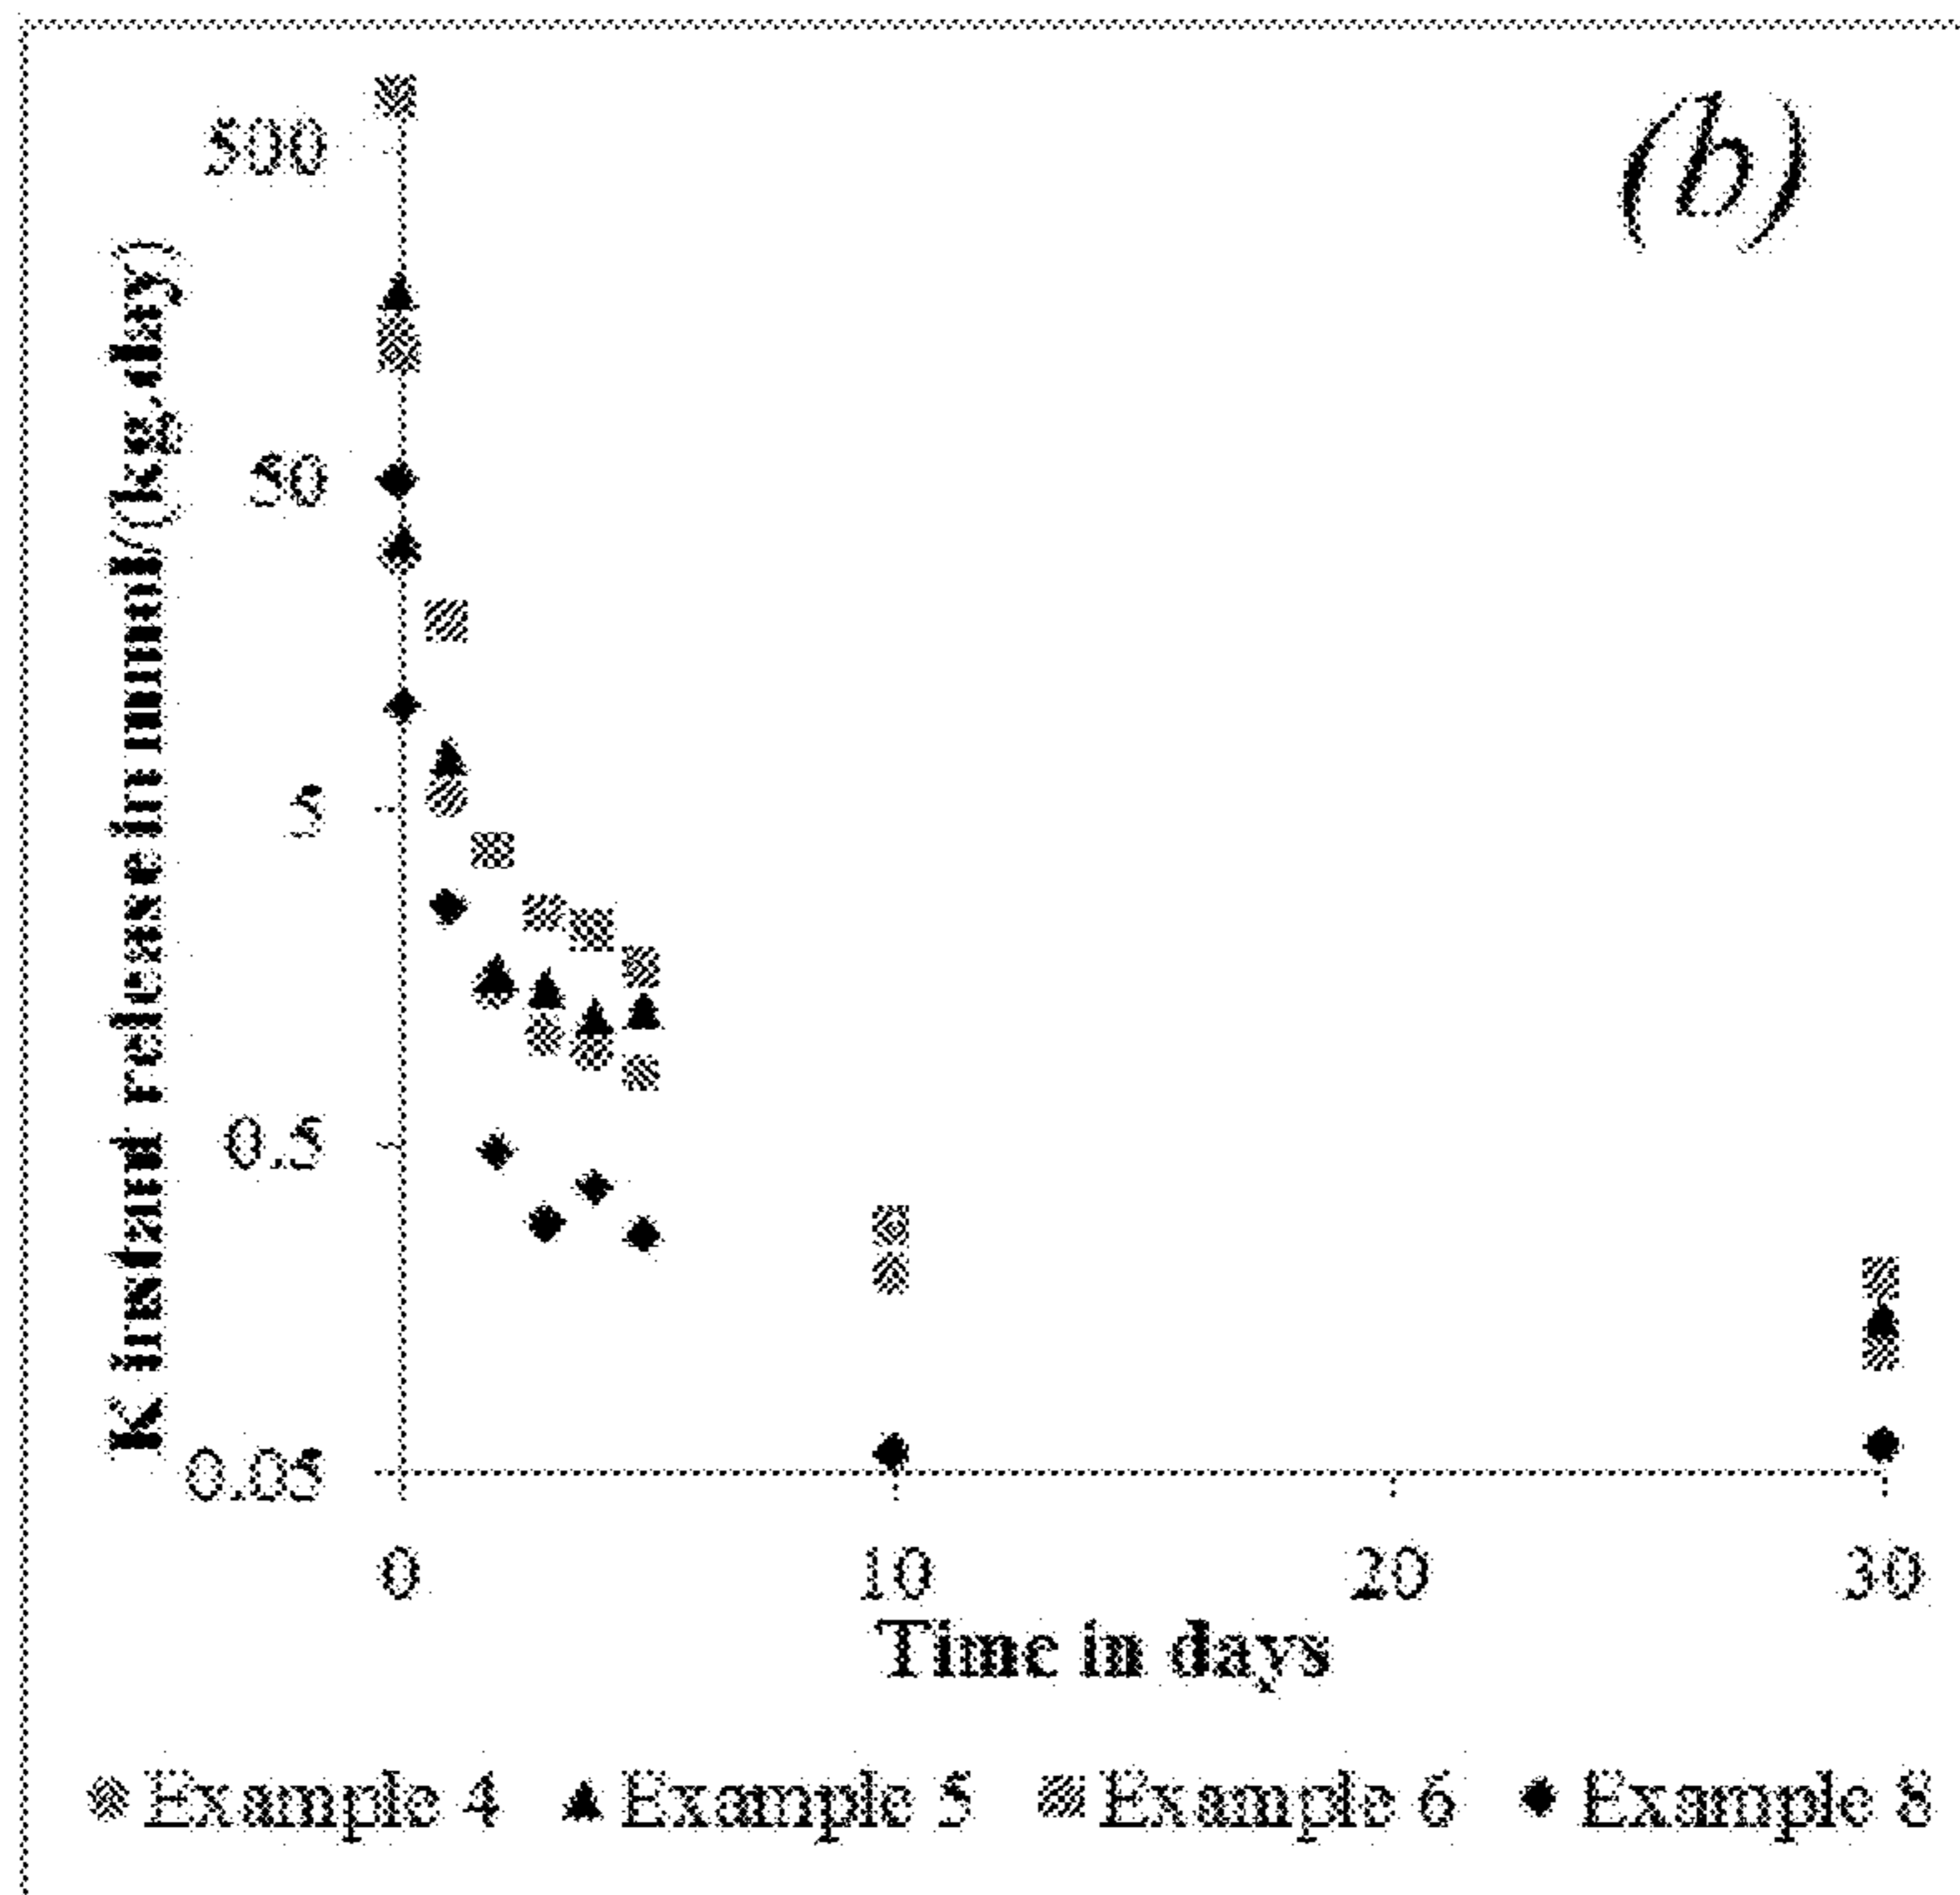 (b)
K instant release in mmol/(kg.day)
500
50
5
0.5
0.05
0 10 20 30
Time in days
Example 4 Example 5 Example 6 Example 8